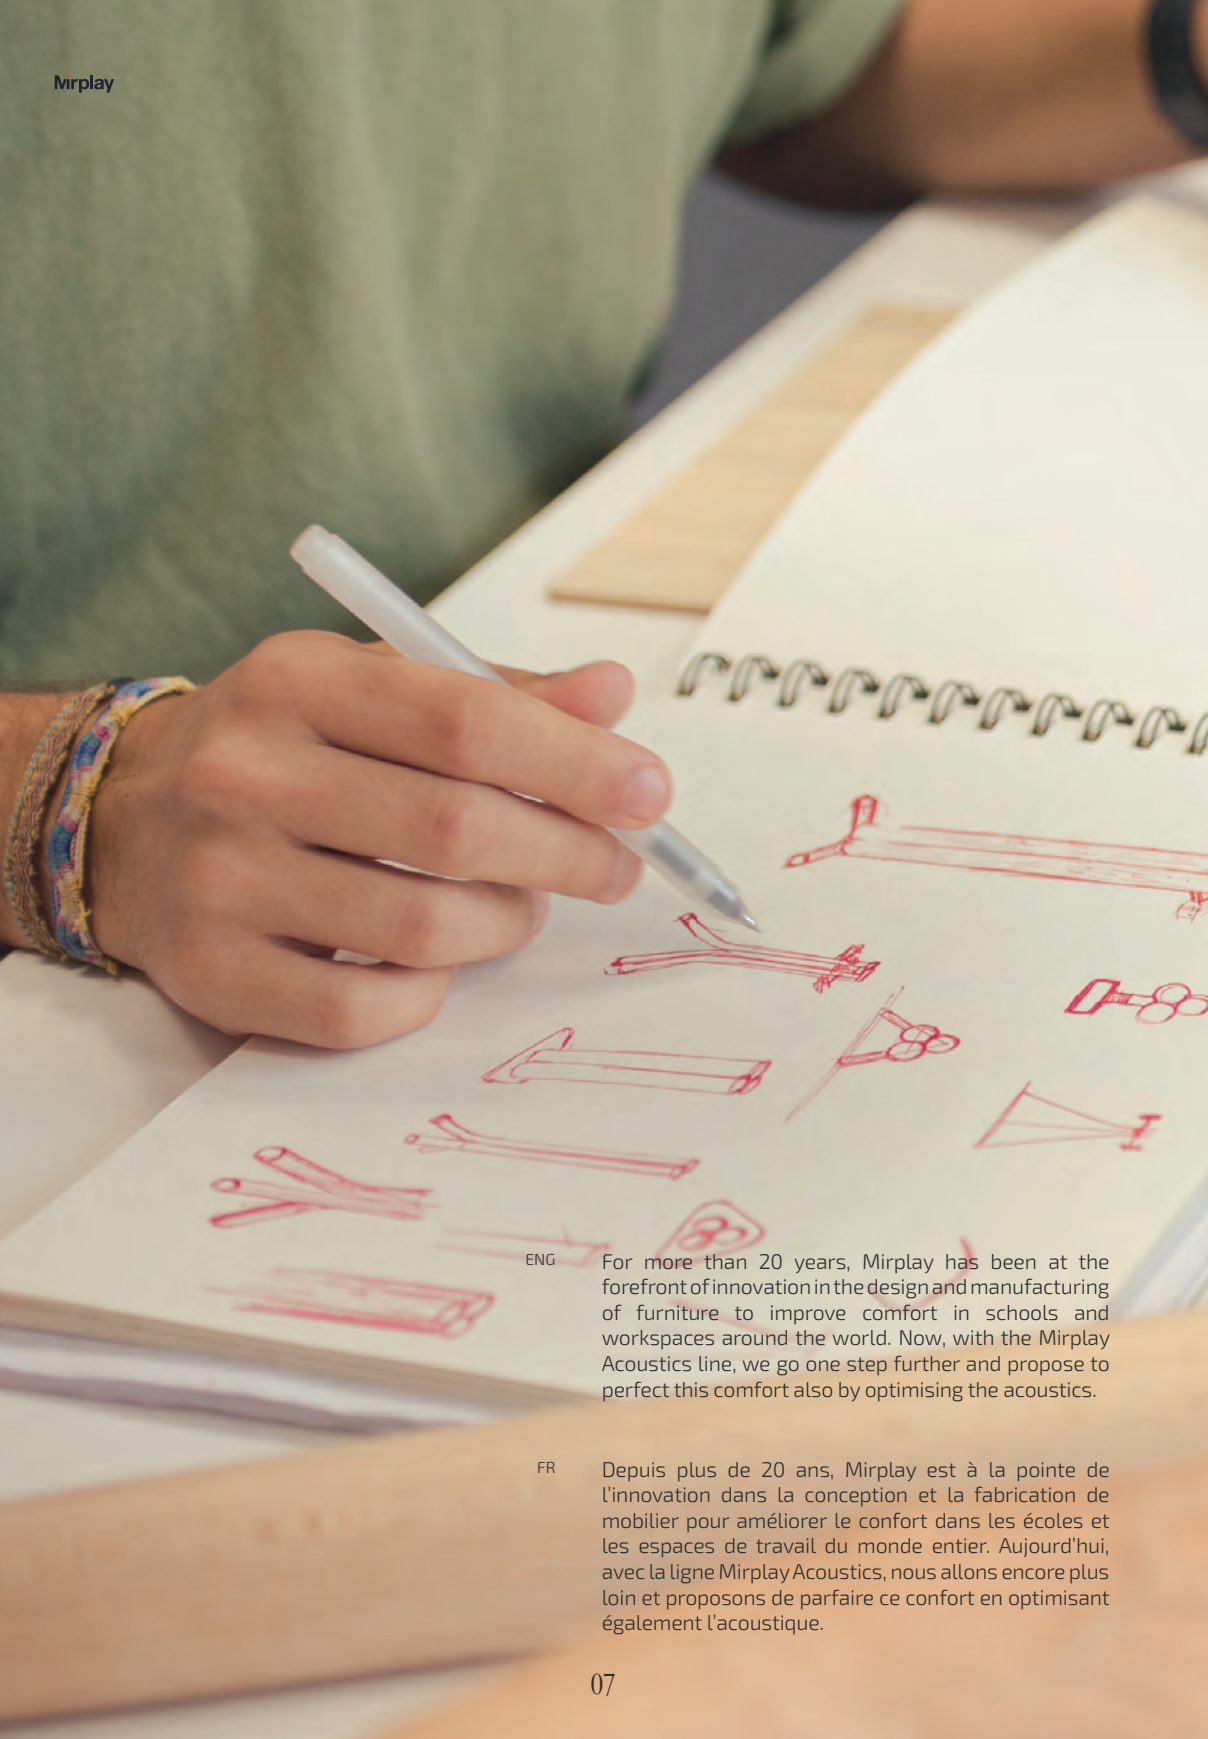 Mirplay
ENG
For more than 20 years, Mirplay has been at the
forefront of innovation in the design and manufacturing
of furniture to improve comfort in schools and
workspaces around the world. Now, with the Mirplay
Acoustics line, we go one step further and propose to
perfect this comfort also by optimising the acoustics.
FR
Depuis plus de 20 ans, Mirplay est à la pointe de
l'innovation dans la conception et la fabrication de
mobilier pour améliorer le confort dans les écoles et
les espaces de travail du monde entier. Aujourd'hui,
avec la ligne Mirplay Acoustics, nous allons encore plus
loin et proposons de parfaire ce confort en optimisant
également l'acoustique.
07